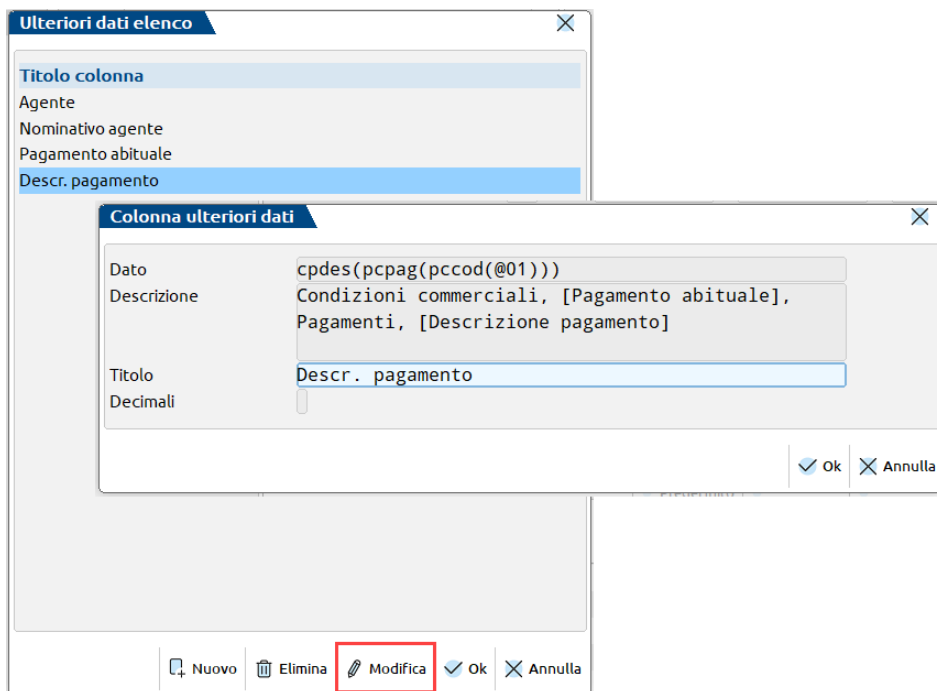 Ulteriori dati elenco
Titolo colonna
Agente
Nominativo agente
Pagamento abituale
Descr. pagamento
Colonna ulteriori dati
Dato cpdes(pcpag(pccod(@01)))
Descrizione Condizioni commerciali, [Pagamento abituale],
Pagamenti, [Descrizione pagamento]
Titolo Descr. pagamento
Decimali
Ok Annulla
Nuovo Elimina Modifica Ok Annulla